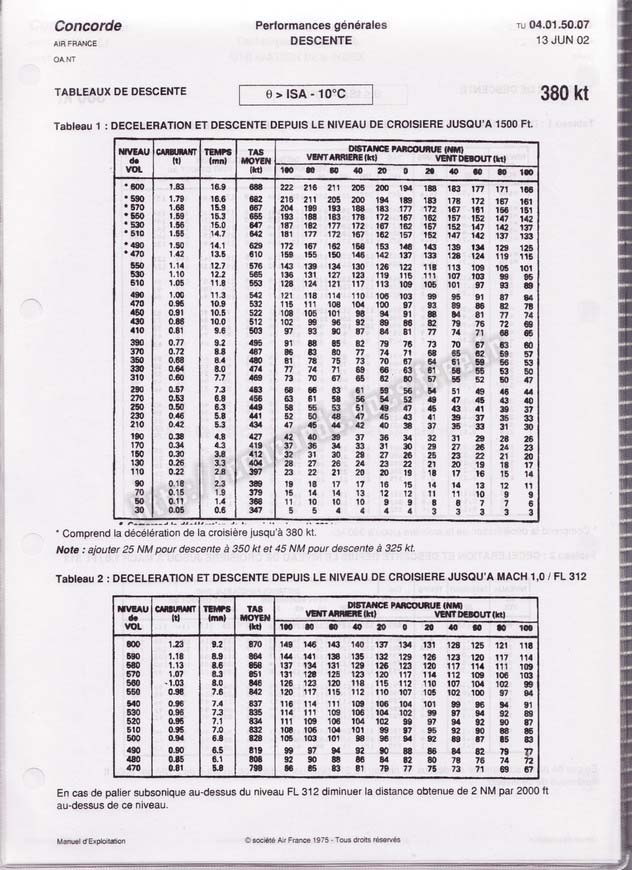 Concorde
Performances générales
TU 04.01.50.07
AIR FRANCE
DESCENTE
13 JUN 02
OA.NT
TABLEAUX DE DESCENTE
θ > ISA - 10°C
380 kt
Tableau 1 : DECELERATION ET DESCENTE DEPUIS LE NIVEAU DE CROISIERE JUSQU'A 1500 Ft.
NIVEAU de VOL CARBURANT (t) TEMPS (mn) TAS MOYEN (kt) DISTANCE PARCOURUE (NM)
VENT ARRIERE (kt) VENT DEBOUT (kt)
100 80 60 40 20 0 20 40 60 80 100
* 600 1.83 16.9 688 222 216 211 206 200 194 188 183 177 171 166
* 590 1.79 16.6 682 216 211 205 200 194 189 183 178 172 167 161
* 570 1.68 15.9 667 204 199 193 188 183 177 172 167 161 156 151
* 550 1.59 15.3 655 193 188 183 178 172 167 162 157 152 147 142
* 530 1.56 15.0 647 187 182 177 172 167 162 157 152 147 142 137
* 510 1.55 14.7 642 181 177 172 167 162 157 152 147 142 137 133
* 490 1.50 14.1 629 172 167 162 158 153 148 143 139 134 129 125
* 470 1.42 13.5 610 159 155 150 146 142 137 133 128 124 119 115
550 1.14 12.7 576 143 139 134 130 126 122 118 113 109 105 101
530 1.10 12.2 565 136 131 127 123 119 115 111 107 103 99 95
510 1.05 11.8 553 128 124 121 117 113 109 105 101 97 93 89
490 1.00 11.3 542 121 118 114 110 106 103 99 95 91 87 84
470 0.96 10.9 532 115 111 108 104 100 97 93 89 86 82 78
450 0.91 10.5 522 108 105 101 98 94 91 88 84 81 77 74
430 0.86 10.0 512 102 99 96 92 89 86 82 79 76 72 69
410 0.81 9.6 503 97 93 90 87 84 81 77 74 71 68 65
390 0.77 9.2 495 91 88 85 82 79 76 73 70 67 63 60
370 0.72 8.8 487 86 83 80 77 74 71 68 65 62 59 57
350 0.68 8.4 480 81 78 75 73 70 67 64 61 59 56 53
330 0.64 8.0 474 77 74 71 69 66 63 61 58 55 53 50
310 0.60 7.7 469 73 70 67 65 62 60 57 55 52 50 47
290 0.57 7.3 463 68 66 63 61 59 56 54 51 49 46 44
270 0.53 6.8 456 63 61 58 56 54 52 49 47 45 43 40
250 0.50 6.3 449 58 55 53 51 49 47 45 43 41 39 37
230 0.46 5.8 441 52 50 48 47 45 43 41 39 37 35 33
210 0.42 5.3 434 47 45 44 42 40 38 37 35 33 31 30
190 0.38 4.8 427 42 40 39 37 36 34 32 31 29 28 26
170 0.34 4.3 419 37 36 34 33 31 30 29 27 26 24 23
150 0.30 3.8 412 32 31 30 29 27 26 25 23 22 21 20
130 0.26 3.3 404 28 27 26 24 23 22 21 20 19 18 17
110 0.22 2.8 397 23 22 21 20 20 19 18 17 16 15 14
90 0.18 2.3 389 19 18 17 17 16 15 14 14 13 12 11
70 0.15 1.9 379 15 14 14 13 12 12 11 11 10 9 9
50 0.11 1.4 366 11 10 10 10 9 9 8 8 7 7 6
30 0.05 0.6 347 5 5 4 4 4 4 4 3 3 3 3
* Comprend la décélération de la croisière jusqu'à 380 kt.
Note : ajouter 25 NM pour descente à 350 kt et 45 NM pour descente à 325 kt.
Tableau 2 : DECELERATION ET DESCENTE DEPUIS LE NIVEAU DE CROISIERE JUSQU'A MACH 1,0 / FL 312
NIVEAU de VOL CARBURANT (t) TEMPS (mn) TAS MOYEN (kt) DISTANCE PARCOURUE (NM)
VENT ARRIERE (kt) VENT DEBOUT (kt)
100 80 60 40 20 0 20 40 60 80 100
600 1.23 9.2 870 149 146 143 140 137 134 131 128 125 121 118
590 1.18 8.9 864 144 141 138 135 132 129 126 123 120 117 114
580 1.13 8.6 858 137 134 131 129 126 123 120 117 114 111 109
570 1.07 8.3 851 131 128 125 123 120 117 114 112 109 106 103
560 1.03 8.0 846 126 123 120 118 115 112 110 107 104 102 99
550 0.98 7.6 842 120 117 115 112 110 107 105 102 100 97 94
540 0.96 7.4 837 116 114 111 109 106 104 101 99 96 94 91
530 0.96 7.3 835 114 111 109 106 104 102 99 97 94 92 89
520 0.95 7.1 834 111 109 106 104 102 99 97 94 92 90 87
510 0.95 7.0 832 108 106 104 101 99 97 95 92 90 88 85
500 0.94 6.8 828 105 103 101 98 96 94 92 89 87 85 83
490 0.90 6.5 819 99 97 94 92 90 88 86 84 82 79 77
480 0.85 6.1 808 92 90 88 86 84 82 80 78 76 74 72
470 0.81 5.8 798 86 85 83 81 79 77 75 73 71 69 67
En cas de palier subsonique au-dessus du niveau FL 312 diminuer la distance obtenue de 2 NM par 2000 ft
au-dessus de ce niveau.
Manuel d'Exploitation
© société Air France 1975 - Tous droits réservés